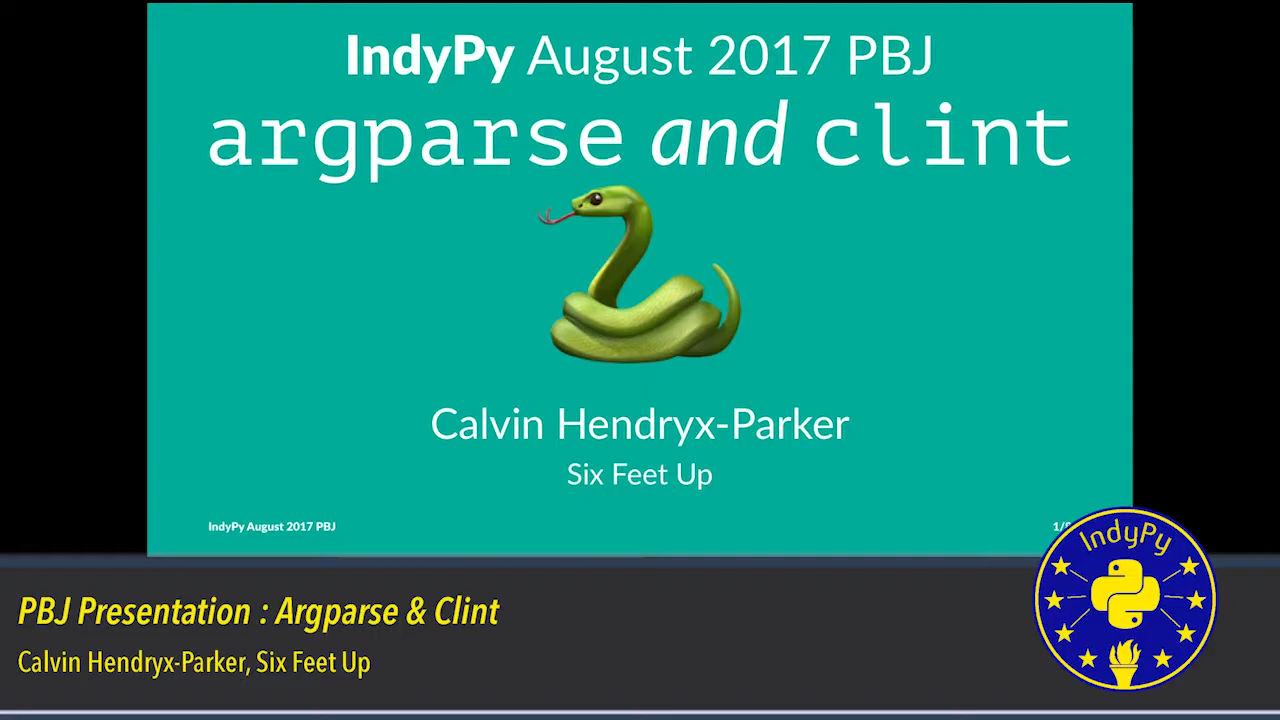 IndyPy August 2017 PBJ
argparse and clint
Calvin Hendryx-Parker
Six Feet Up
IndyPy August 2017 PBJ
IndyPy
PBJ Presentation : Argparse & Clint
Calvin Hendryx-Parker, Six Feet Up